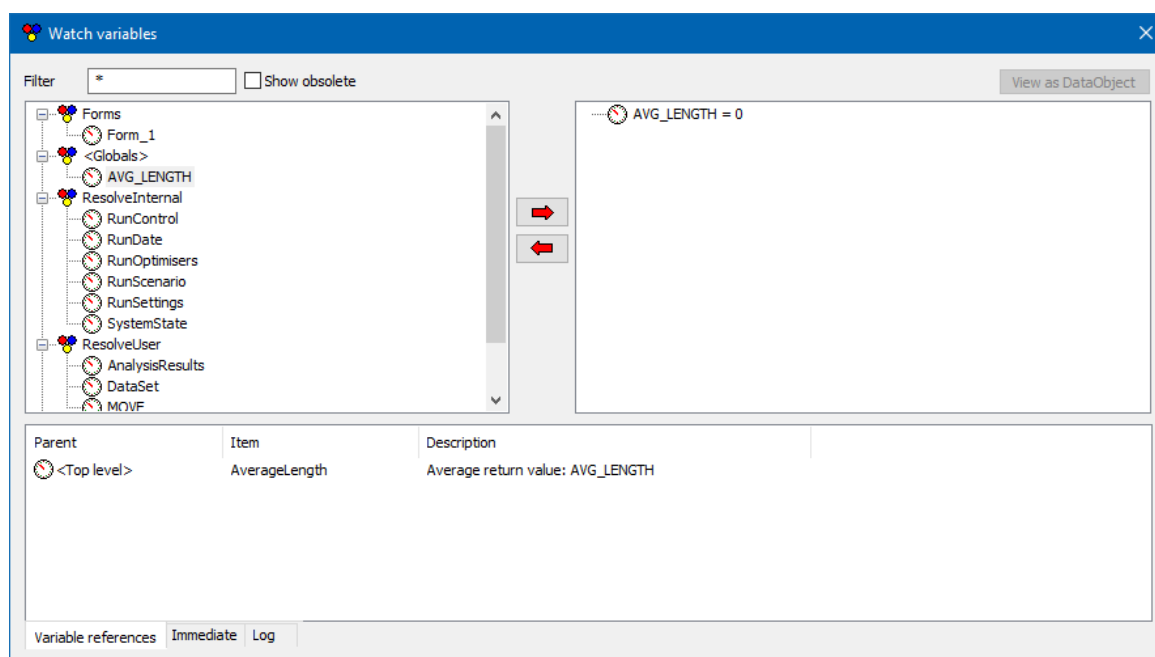 Watch variables
Filter * Show obsolete View as DataObject
Forms
Form_1
<Globals>
AVG_LENGTH
ResolveInternal
RunControl
RunDate
RunOptimisers
RunScenario
RunSettings
SystemState
ResolveUser
AnalysisResults
DataSet
MOVE
AVG_LENGTH = 0
Parent Item Description
<Top level> AverageLength Average return value: AVG_LENGTH
Variable references Immediate Log